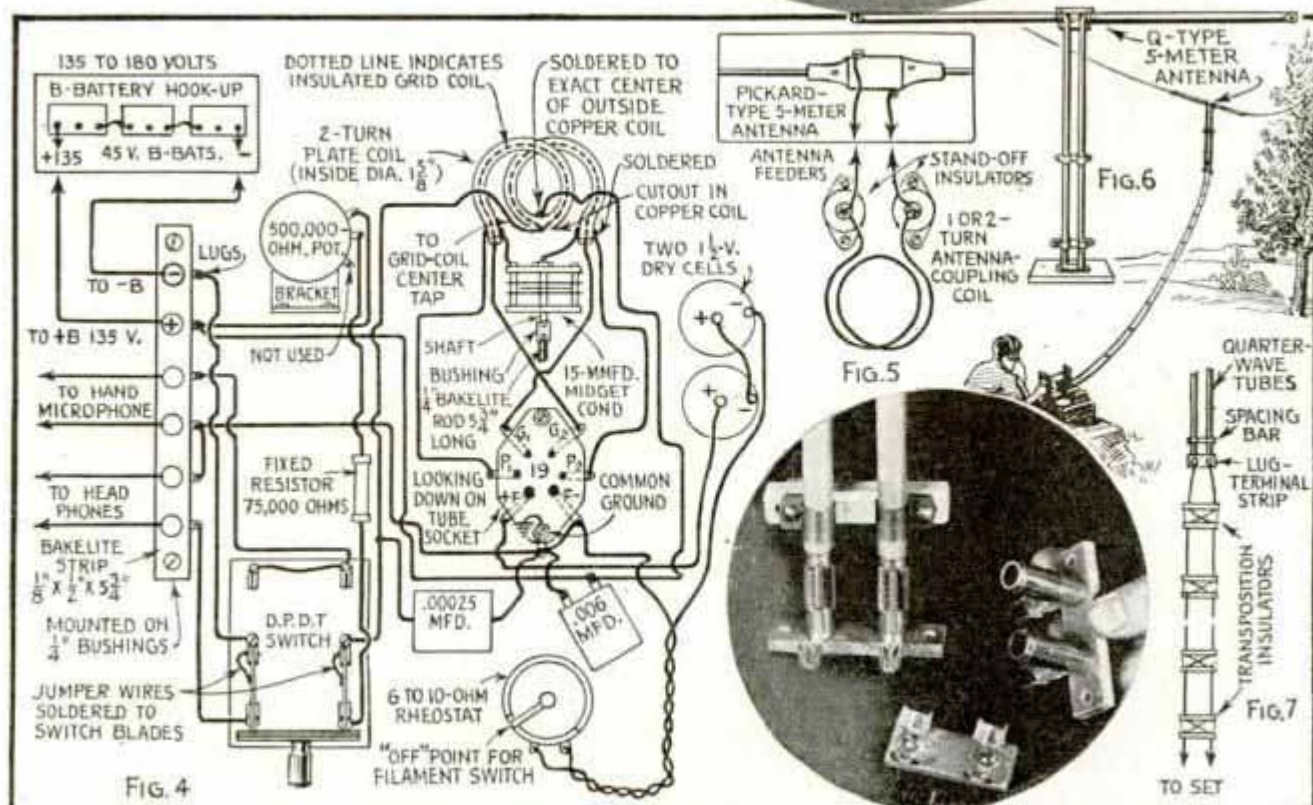 135 TO 180 VOLTS
B-BATTERY HOOK-UP
+135
45 V. B-BATS.
-
DOTTED LINE INDICATES
INSULATED GRID COIL
SOLDERED TO
EXACT CENTER
OF OUTSIDE
COPPER COIL
2-TURN
PLATE COIL
(INSIDE DIA. 1 5/8")
SOLDERED
CUTOUT IN
COPPER COIL
TO
GRID-COIL
CENTER
TAP
500,000-
OHM, POT.
BRACKET
NOT USED
LUGS
-
TO -B
+
TO +B 135 V.
TO HAND
MICROPHONE
TO HEAD
PHONES
BAKELITE
STRIP
1/8" X 1/2" X 5 3/4"
MOUNTED ON
1/4" BUSHINGS
JUMPER WIRES
SOLDERED TO
SWITCH BLADES
FIG. 4
D.P.D.T
SWITCH
FIXED
RESISTOR
75,000 OHMS
SHAFT
BUSHING
1/4" BAKELITE
ROD 5 3/4"
LONG
15-MMFD.
MIDGET
COND
TWO 1 1/2-V.
DRY CELLS
+
-
+
-
G1
G2
P1
19
P2
+F
F-
LOOKING
DOWN ON
TUBE
SOCKET
COMMON
GROUND
.00025
MFD.
.006
MFD.
6 TO 10-OHM
RHEOSTAT
"OFF" POINT FOR
FILAMENT SWITCH
PICKARD-
TYPE 5-METER
ANTENNA
ANTENNA
FEEDERS
STAND-OFF
INSULATORS
1 OR 2-
TURN
ANTENNA-
COUPLING
COIL
FIG. 5
Q-TYPE
5-METER
ANTENNA
FIG. 6
QUARTER-
WAVE
TUBES
SPACING
BAR
LUG-
TERMINAL
STRIP
TRANSPOSITION
INSULATORS
FIG. 7
TO SET